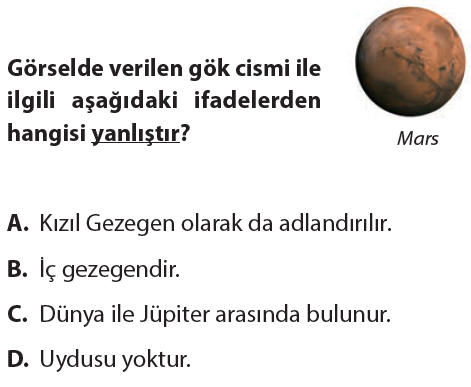 Görselde verilen gök cismi ile
ilgili aşağıdaki ifadelerden
hangisi yanlıştır?
Mars
A. Kızıl Gezegen olarak da adlandırılır.
B. İç gezegendir.
C. Dünya ile Jüpiter arasında bulunur.
D. Uydusu yoktur.